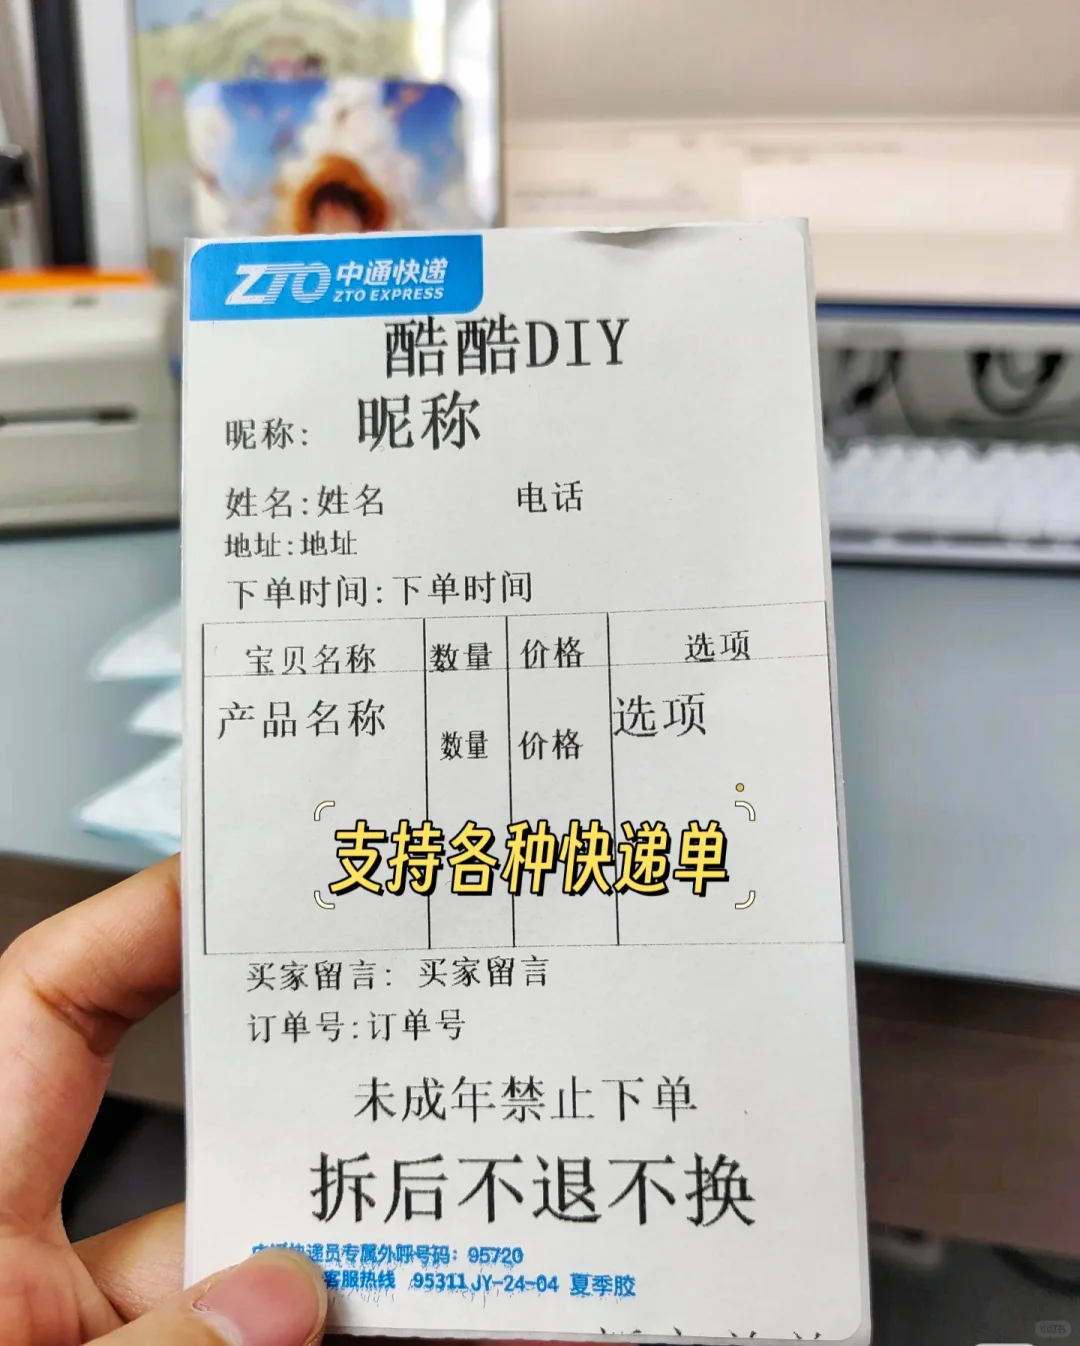 ZTO 中通快递
ZTO EXPRESS
酷酷DIY
昵称: 昵称
姓名:姓名 电话
地址:地址
下单时间:下单时间
宝贝名称 数量 价格 选项
产品名称 数量 价格 选项
支持各种快递单
买家留言: 买家留言
订单号:订单号
未成年禁止下单
拆后不退不换
中通快递员专属外呼号码: 95720
客服热线 95311 JY-24-04 夏季胶
小红书